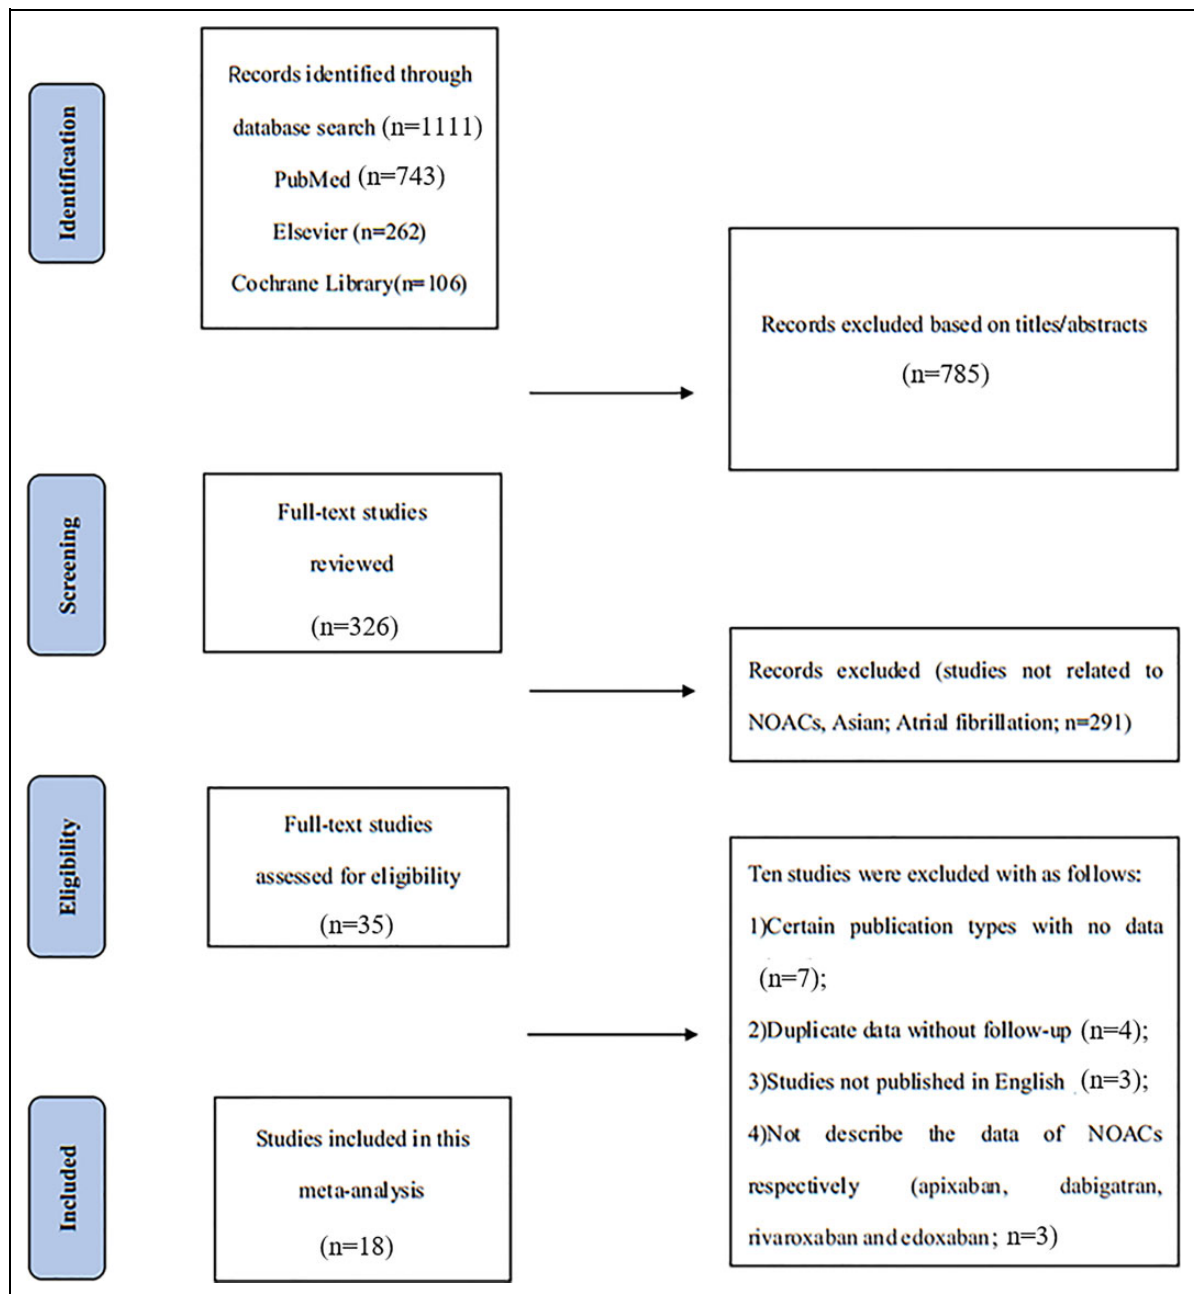 Identification
Records identified through
database search (n=1111)
PubMed (n=743)
Elsevier (n=262)
Cochrane Library(n=106)
Records excluded based on titles/abstracts
(n=785)
Screening
Full-text studies
reviewed
(n=326)
Records excluded (studies not related to
NOACs, Asian; Atrial fibrillation; n=291)
Eligibility
Full-text studies
assessed for eligibility
(n=35)
Ten studies were excluded with as follows:
1)Certain publication types with no data
(n=7);
2)Duplicate data without follow-up (n=4);
3)Studies not published in English (n=3);
4)Not describe the data of NOACs
respectively (apixaban, dabigatran,
rivaroxaban and edoxaban; n=3)
Included
Studies included in this
meta-analysis
(n=18)